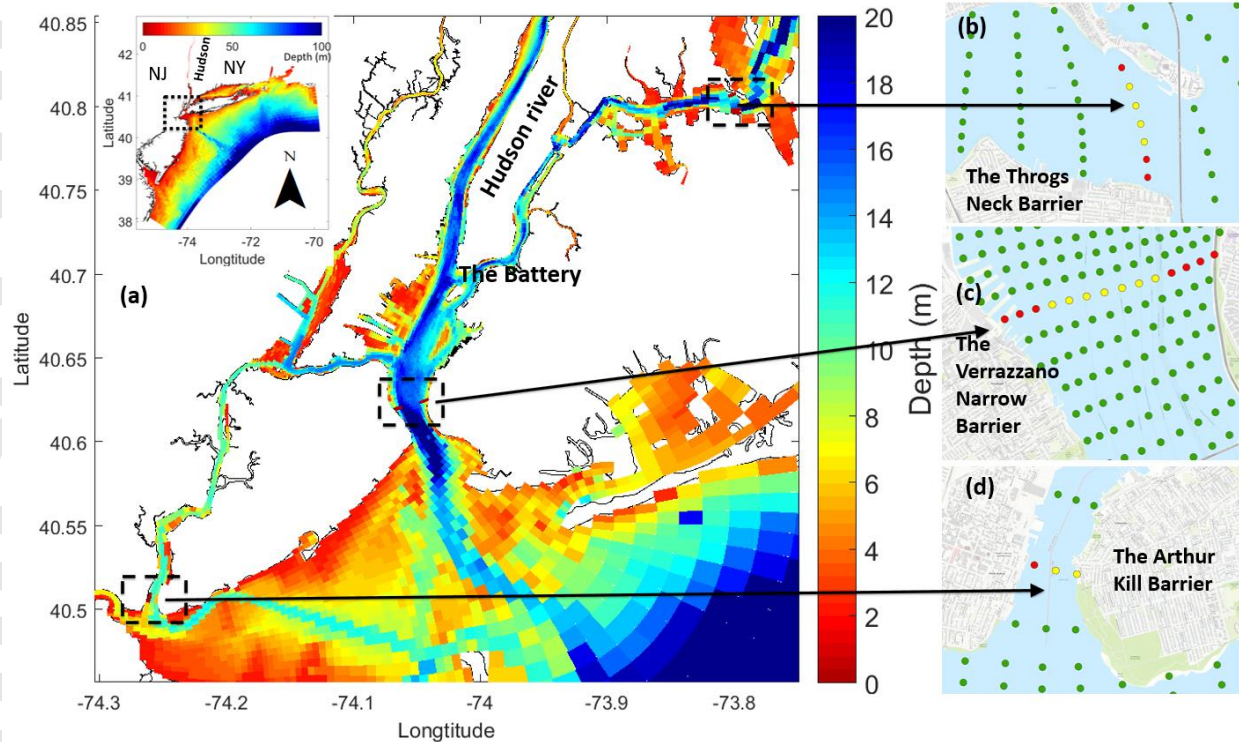 40.85
40.8
40.75
40.7
40.65
40.6
40.55
40.5
Latitude
-74.3
-74.2
-74.1
-74
-73.9
-73.8
Longtitude
(a)
Hudson river
The Battery
42
41
40
39
38
Latitude
-74
-72
-70
Longtitude
0
50
100
Depth (m)
NJ
Hudson
NY
N
20
18
16
14
12
10
8
6
4
2
0
Depth (m)
(b)
The Throgs
Neck Barrier
(c)
The
Verrazzano
Narrow
Barrier
(d)
The Arthur
Kill Barrier